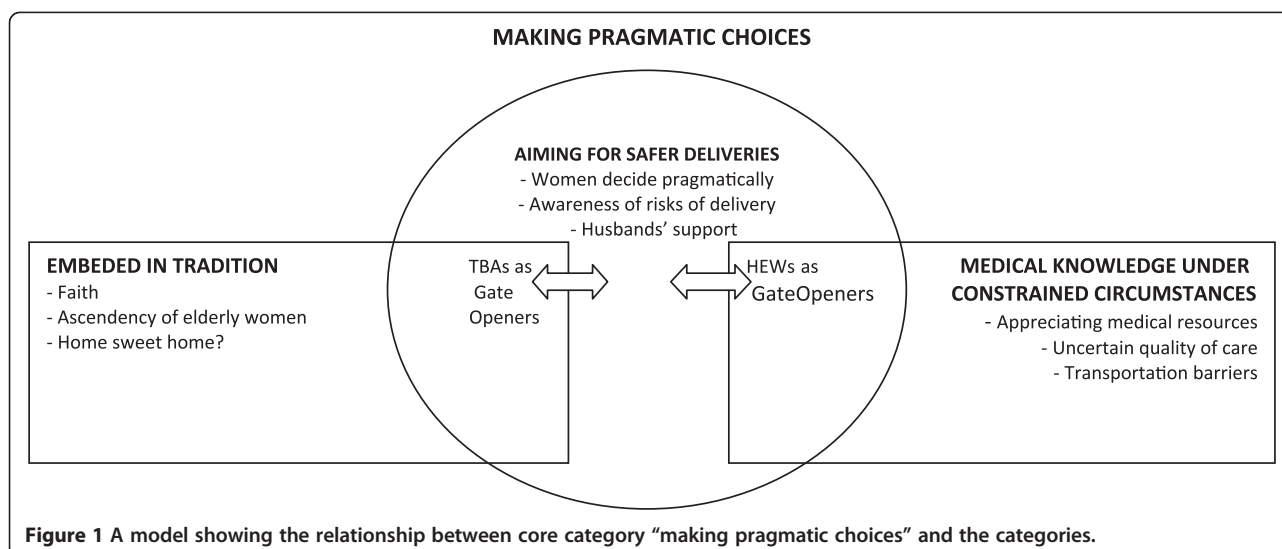 MAKING PRAGMATIC CHOICES
AIMING FOR SAFER DELIVERIES
- Women decide pragmatically
- Awareness of risks of delivery
- Husbands' support
EMBEDED IN TRADITION
- Faith
- Ascendency of elderly women
- Home sweet home?
TBAs as
Gate
Openers
HEWs as
GateOpeners
MEDICAL KNOWLEDGE UNDER
CONSTRAINED CIRCUMSTANCES
- Appreciating medical resources
- Uncertain quality of care
- Transportation barriers
Figure 1 A model showing the relationship between core category “making pragmatic choices” and the categories.